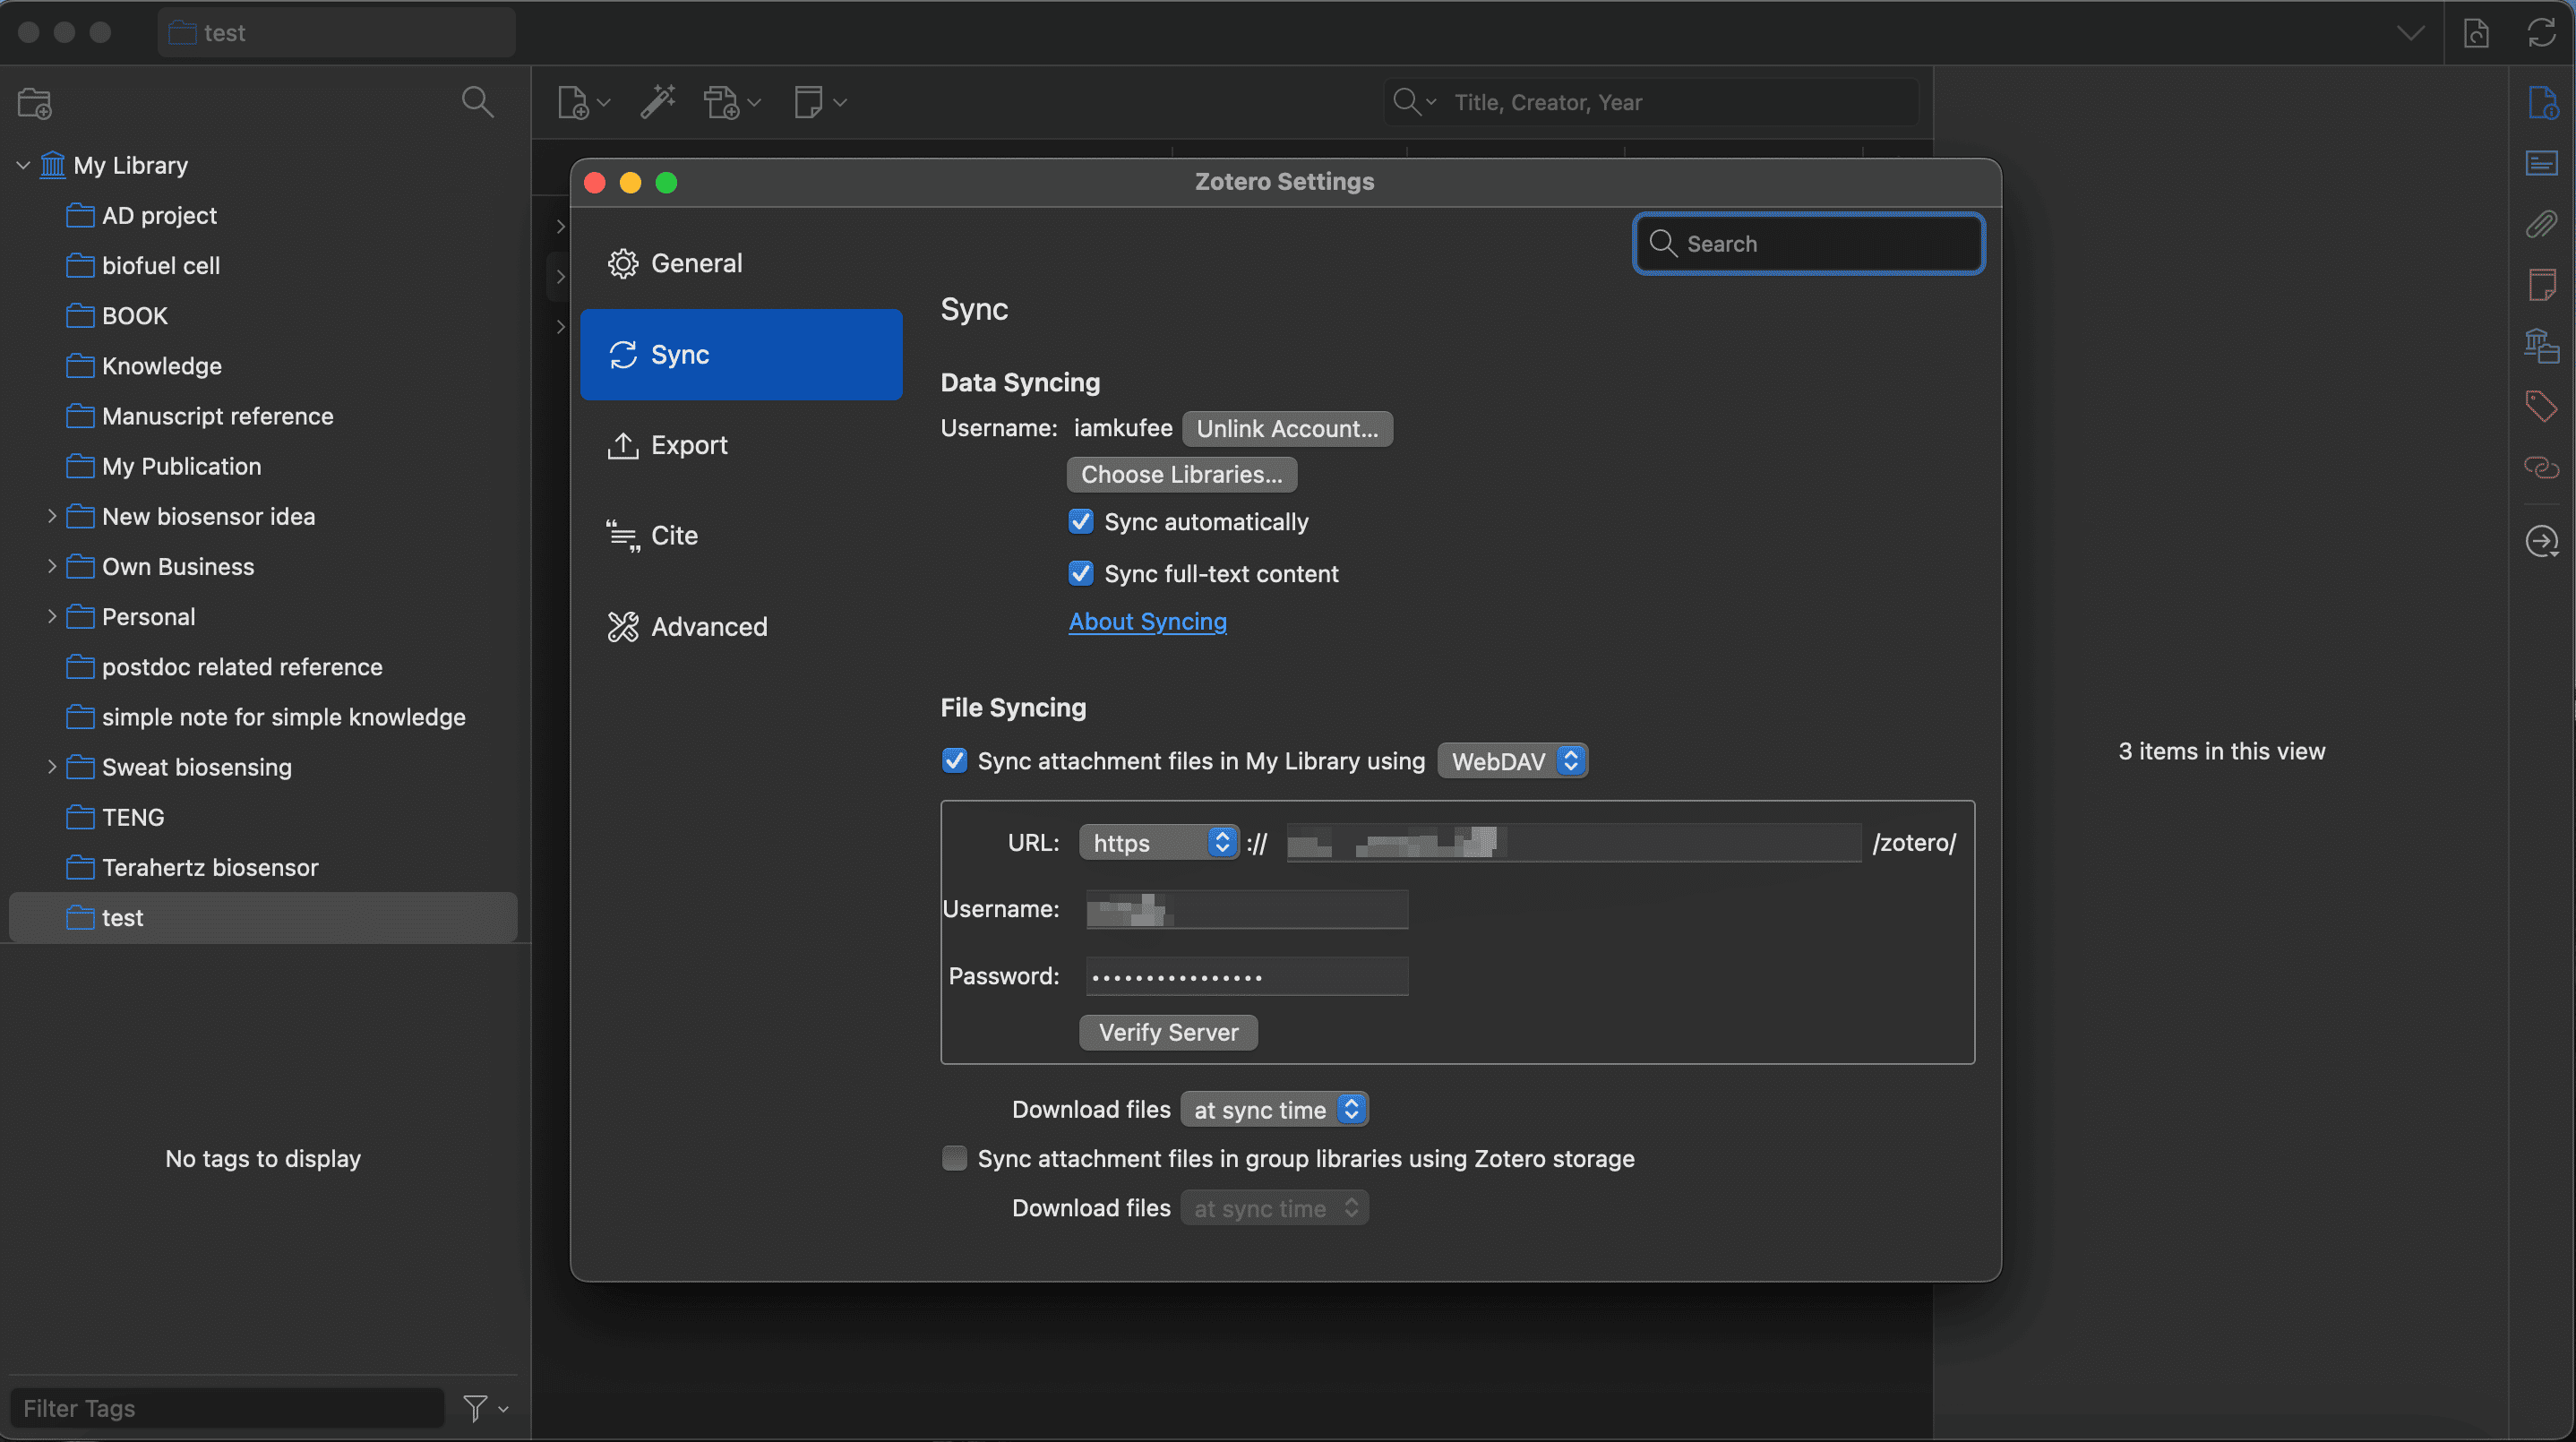 test
My Library
AD project
biofuel cell
BOOK
Knowledge
Manuscript reference
My Publication
New biosensor idea
Own Business
Personal
postdoc related reference
simple note for simple knowledge
Sweat biosensing
TENG
Terahertz biosensor
test
No tags to display
Filter Tags
Title, Creator, Year
Zotero Settings
Search
General
Sync
Export
Cite
Advanced
Sync
Data Syncing
Username: iamkufee Unlink Account...
Choose Libraries...
Sync automatically
Sync full-text content
About Syncing
File Syncing
Sync attachment files in My Library using WebDAV
URL: https :// /zotero/
Username:
Password: ••••••••••••••••
Verify Server
Download files at sync time
Sync attachment files in group libraries using Zotero storage
Download files at sync time
3 items in this view